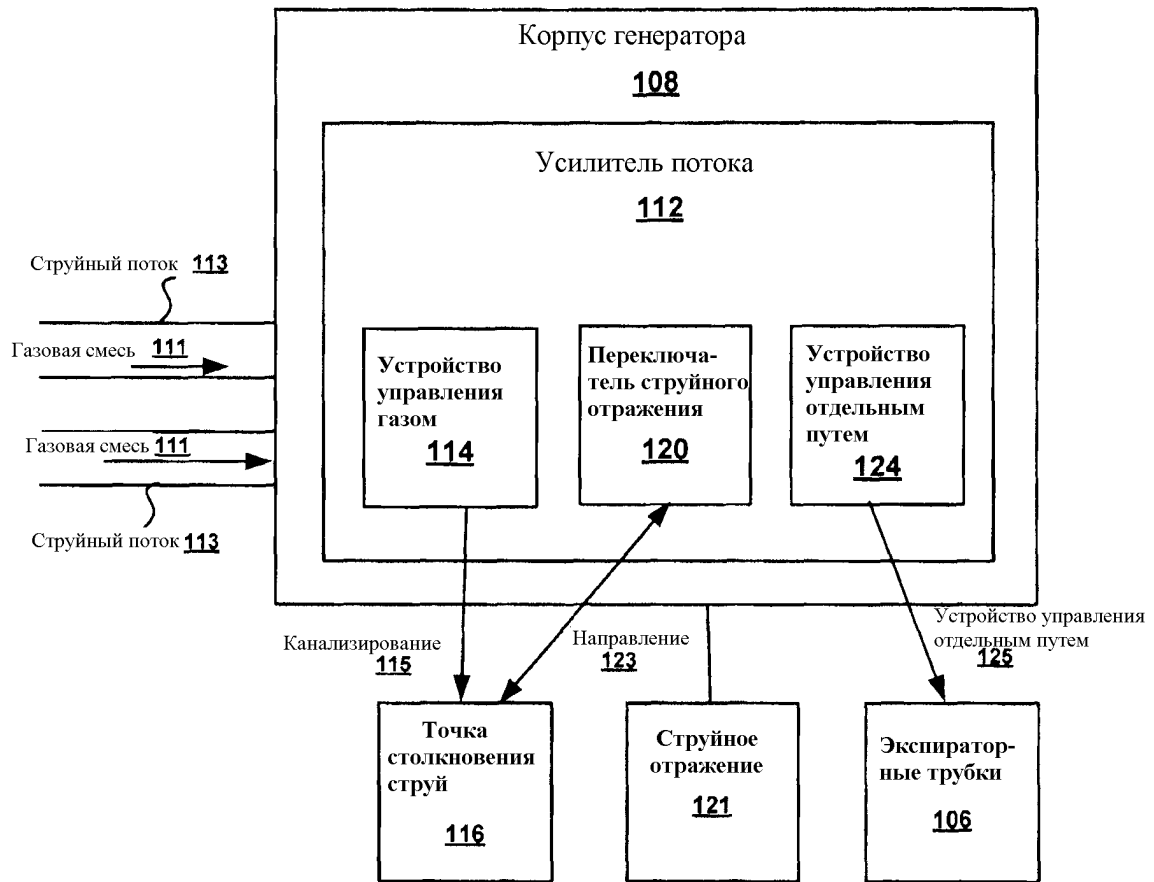 Корпус генератора
108
Усилитель потока
112
Струйный поток 113
Газовая смесь 111
Газовая смесь 111
Струйный поток 113
Устройство
управления
газом
114
Переключа-
тель струйного
отражения
120
Устройство
управления
отдельным
путем
124
Канализирование
115
Направление
123
Устройство управления
отдельным путем
125
Точка
столкновения
струй
116
Струйное
отражение
121
Экспиратор-
ные трубки
106